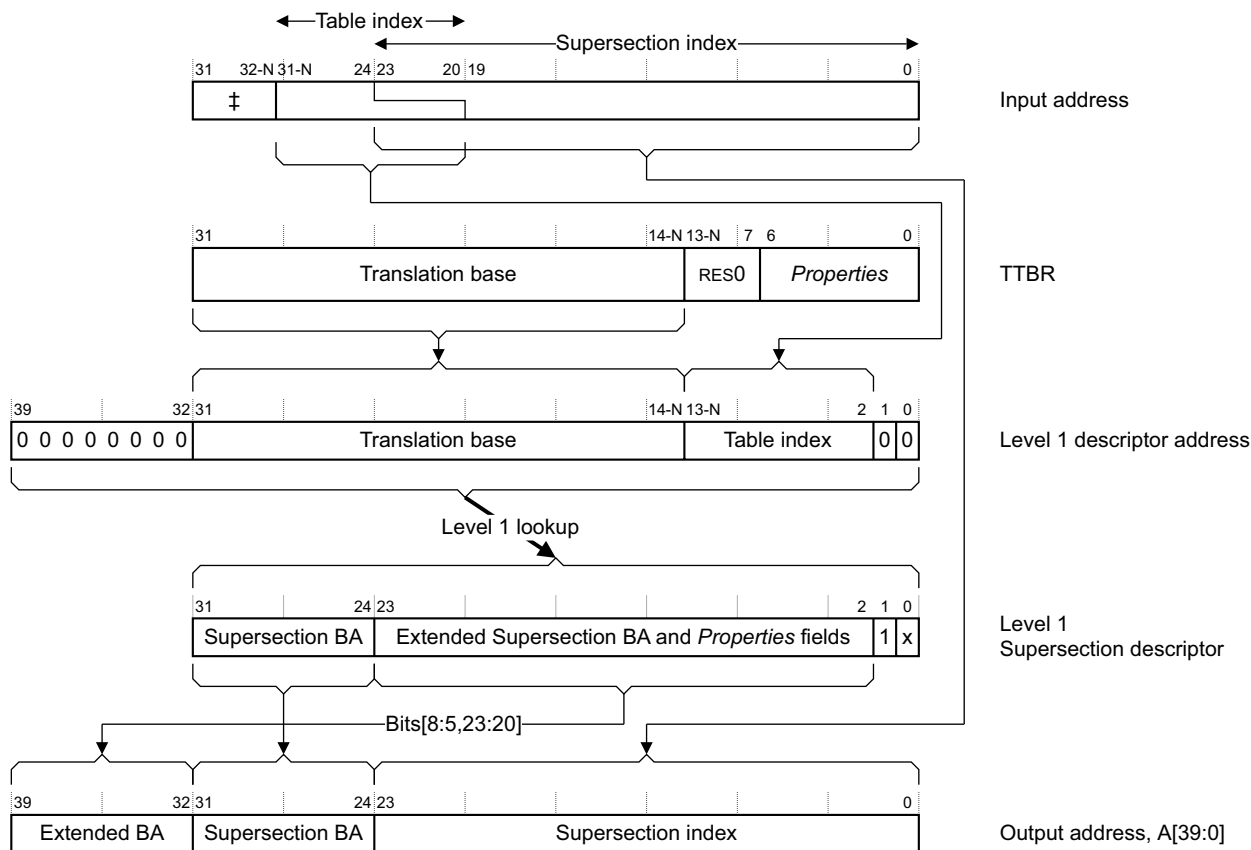 Table index
Supersection index
31 32-N 31-N 24 23 20 19 0
‡
Input address
31 14-N 13-N 7 6 0
Translation base RES0 Properties
TTBR
39 32 31 14-N 13-N 2 1 0
0 0 0 0 0 0 0 0 Translation base Table index 0 0
Level 1 descriptor address
Level 1 lookup
31 24 23 2 1 0
Supersection BA Extended Supersection BA and Properties fields 1 x
Level 1
Supersection descriptor
Bits[8:5,23:20]
39 32 31 24 23 0
Extended BA Supersection BA Supersection index
Output address, A[39:0]